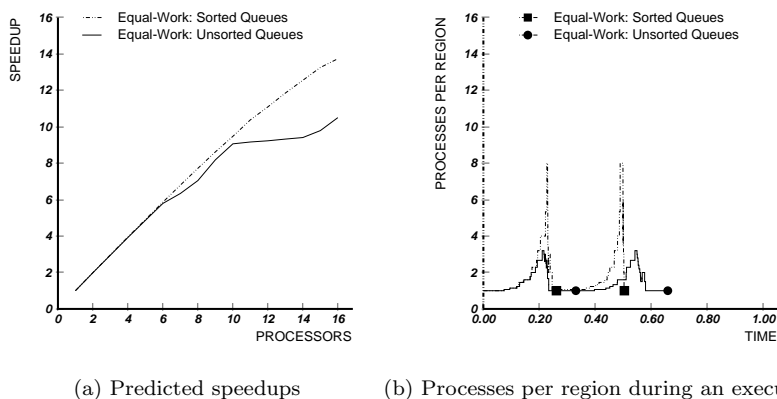 SPEEDUP
16
14
12
10
8
6
4
2
0
Equal-Work: Sorted Queues
Equal-Work: Unsorted Queues
0 2 4 6 8 10 12 14 16
PROCESSORS
PROCESSES PER REGION
16
14
12
10
8
6
4
2
0
Equal-Work: Sorted Queues
Equal-Work: Unsorted Queues
0.00 0.20 0.40 0.60 0.80 1.00
TIME
(a) Predicted speedups
(b) Processes per region during an execu